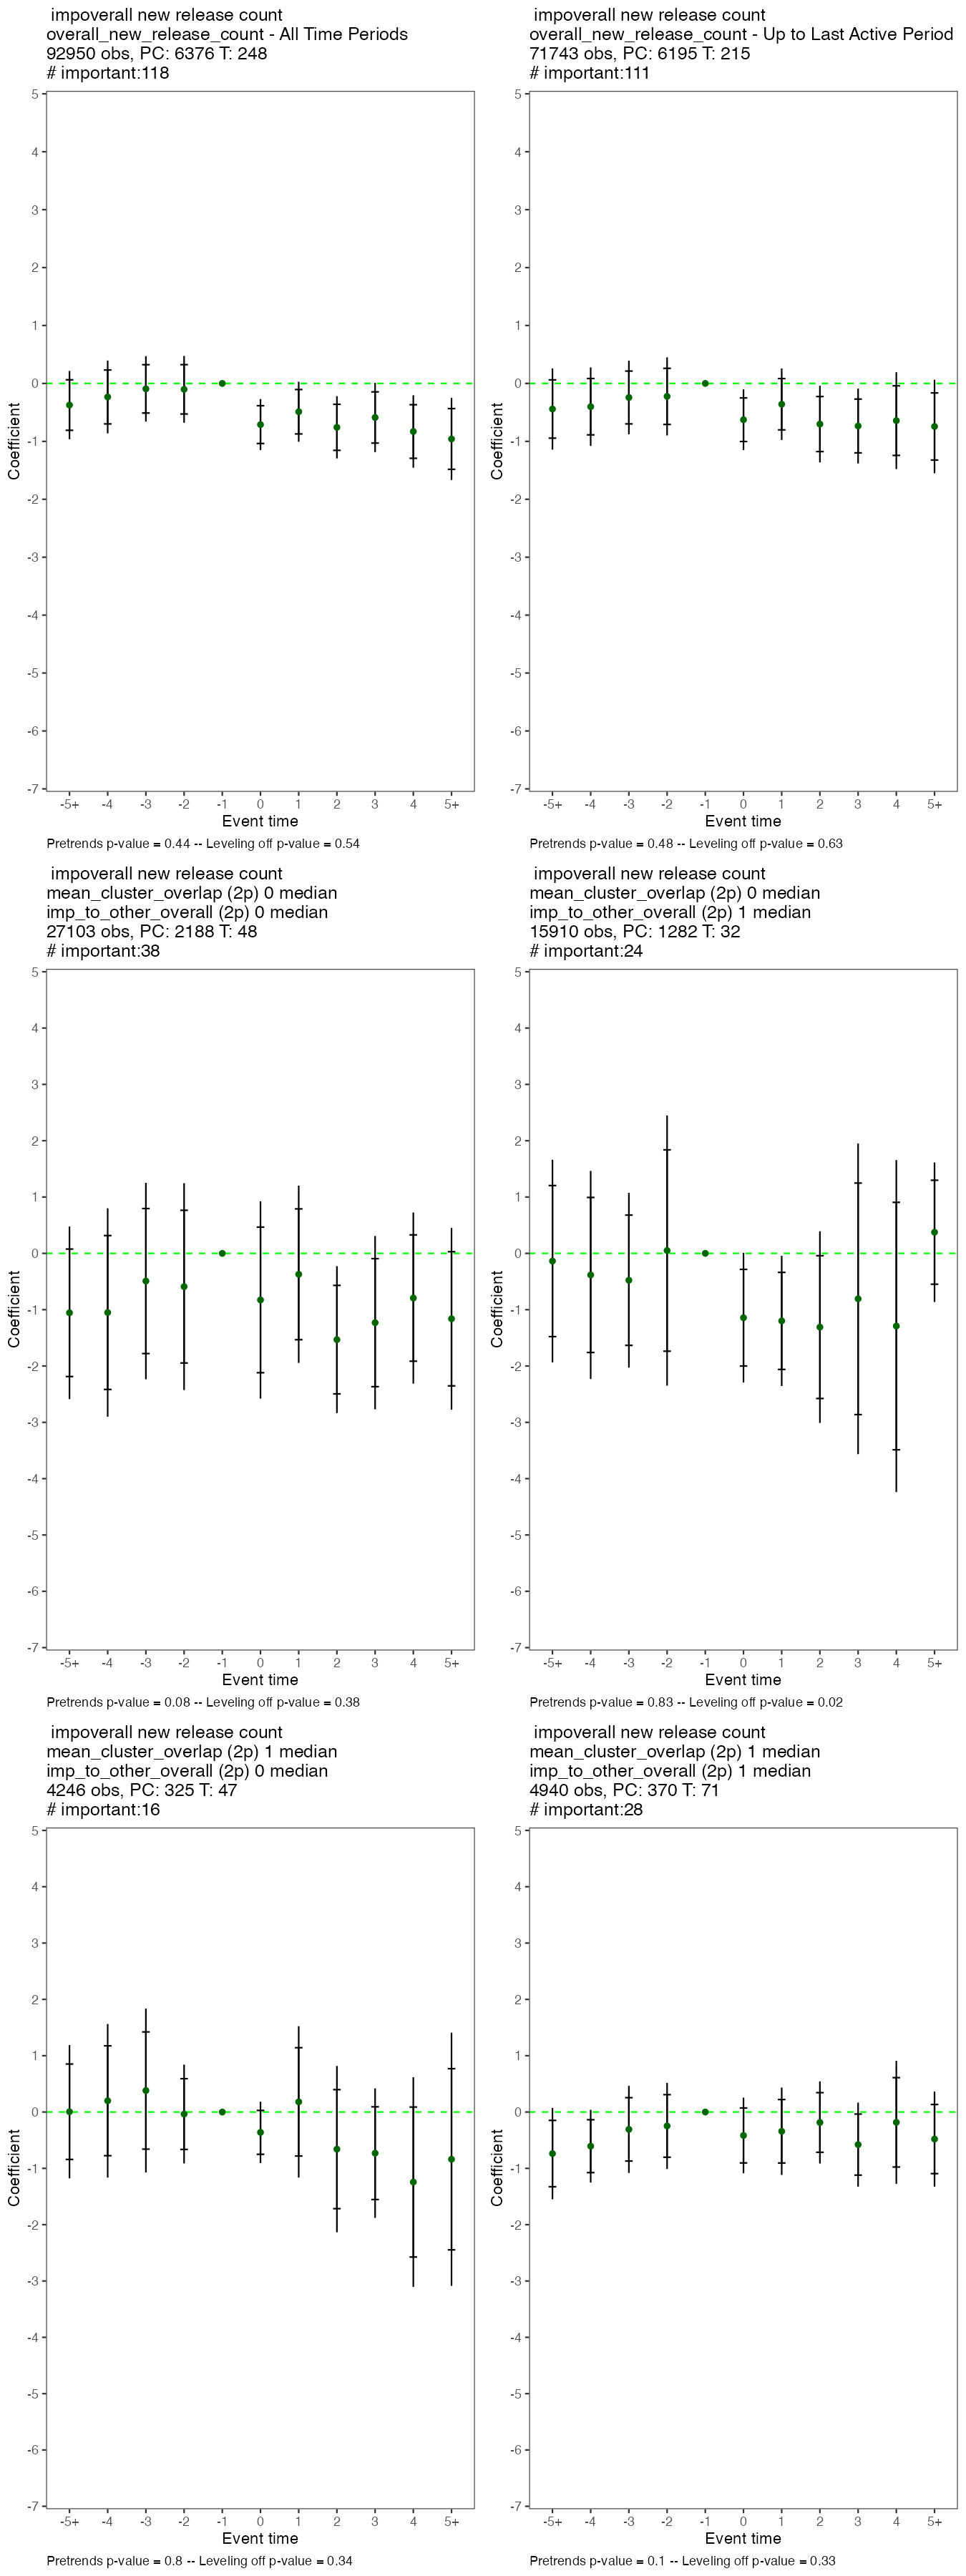 impoverall new release count
overall_new_release_count - All Time Periods
92950 obs, PC: 6376 T: 248
# important:118
5
4
3
2
1
0
-1
-2
-3
-4
-5
-6
-7
Coefficient
-5+ -4 -3 -2 -1 0 1 2 3 4 5+
Event time
Pretrends p-value = 0.44 -- Leveling off p-value = 0.54
impoverall new release count
overall_new_release_count - Up to Last Active Period
71743 obs, PC: 6195 T: 215
# important:111
5
4
3
2
1
0
-1
-2
-3
-4
-5
-6
-7
Coefficient
-5+ -4 -3 -2 -1 0 1 2 3 4 5+
Event time
Pretrends p-value = 0.48 -- Leveling off p-value = 0.63
impoverall new release count
mean_cluster_overlap (2p) 0 median
imp_to_other_overall (2p) 0 median
27103 obs, PC: 2188 T: 48
# important:38
5
4
3
2
1
0
-1
-2
-3
-4
-5
-6
-7
Coefficient
-5+ -4 -3 -2 -1 0 1 2 3 4 5+
Event time
Pretrends p-value = 0.08 -- Leveling off p-value = 0.38
impoverall new release count
mean_cluster_overlap (2p) 0 median
imp_to_other_overall (2p) 1 median
15910 obs, PC: 1282 T: 32
# important:24
5
4
3
2
1
0
-1
-2
-3
-4
-5
-6
-7
Coefficient
-5+ -4 -3 -2 -1 0 1 2 3 4 5+
Event time
Pretrends p-value = 0.83 -- Leveling off p-value = 0.02
impoverall new release count
mean_cluster_overlap (2p) 1 median
imp_to_other_overall (2p) 0 median
4246 obs, PC: 325 T: 47
# important:16
5
4
3
2
1
0
-1
-2
-3
-4
-5
-6
-7
Coefficient
-5+ -4 -3 -2 -1 0 1 2 3 4 5+
Event time
Pretrends p-value = 0.8 -- Leveling off p-value = 0.34
impoverall new release count
mean_cluster_overlap (2p) 1 median
imp_to_other_overall (2p) 1 median
4940 obs, PC: 370 T: 71
# important:28
5
4
3
2
1
0
-1
-2
-3
-4
-5
-6
-7
Coefficient
-5+ -4 -3 -2 -1 0 1 2 3 4 5+
Event time
Pretrends p-value = 0.1 -- Leveling off p-value = 0.33